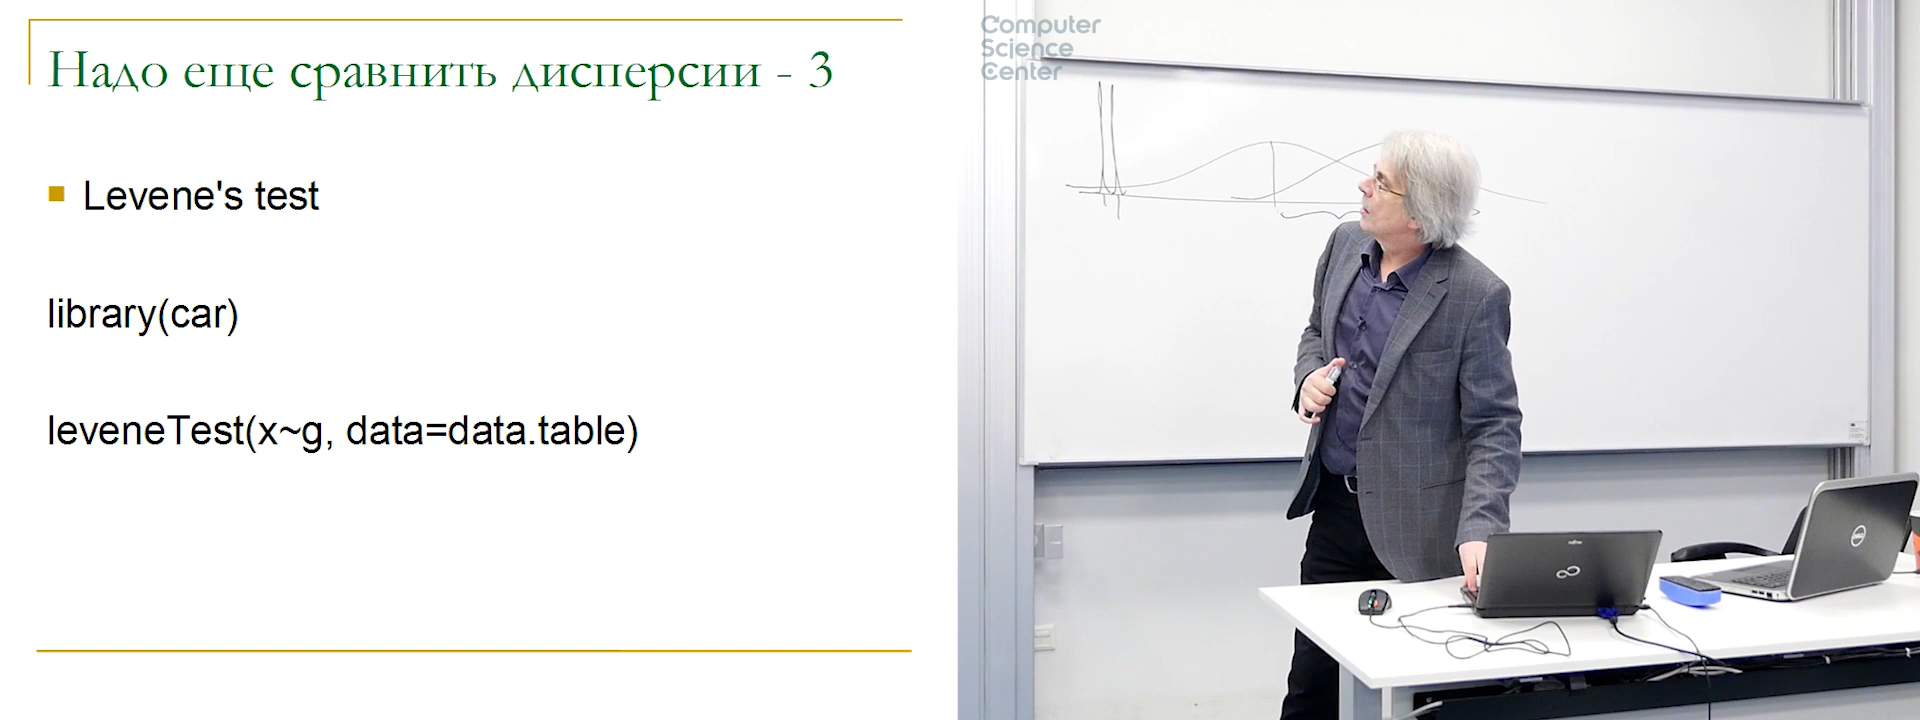 Надо еще сравнить дисперсии - 3
Levene's test
library(car)
leveneTest(x~g, data=data.table)
Computer
Science
Center